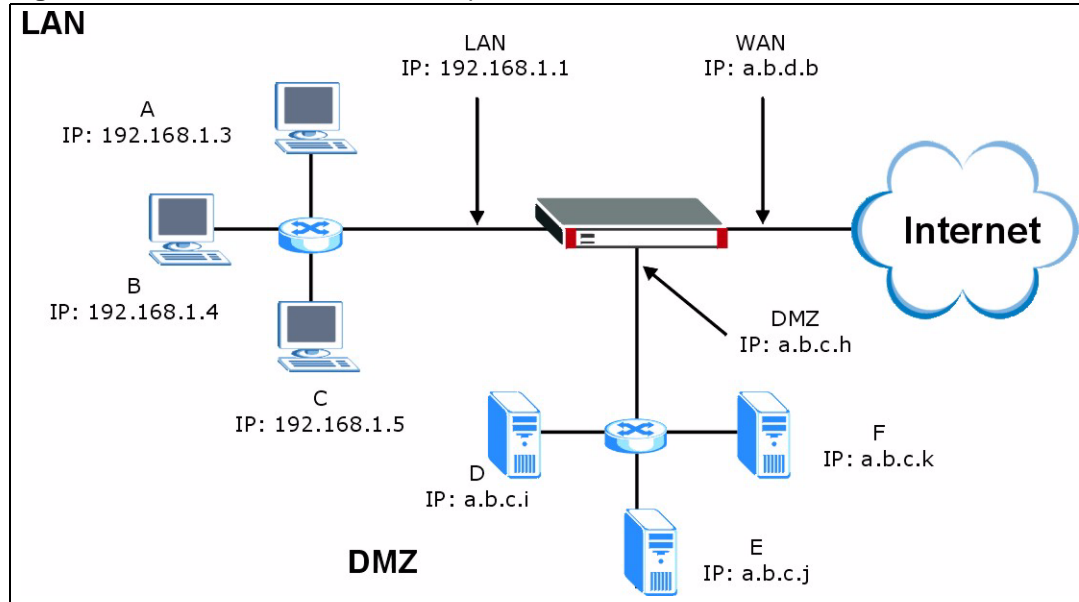 LAN
LAN
IP: 192.168.1.1
WAN
IP: a.b.d.b
A
IP: 192.168.1.3
B
IP: 192.168.1.4
C
IP: 192.168.1.5
Internet
DMZ
IP: a.b.c.h
D
IP: a.b.c.i
F
IP: a.b.c.k
E
IP: a.b.c.j
DMZ